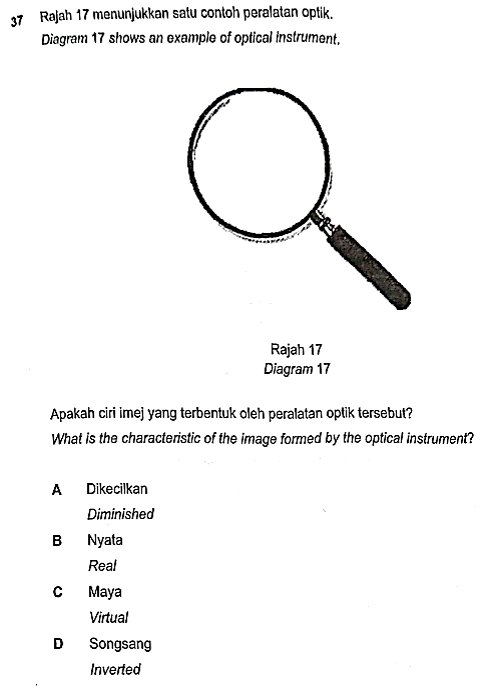 37 Rajah 17 menunjukkan satu contoh peralatan optik.
Diagram 17 shows an example of optical instrument.
Rajah 17
Diagram 17
Apakah ciri imej yang terbentuk oleh peralatan optik tersebut?
What is the characteristic of the image formed by the optical instrument?
A Dikecilkan
Diminished
B Nyata
Real
C Maya
Virtual
D Songsang
Inverted